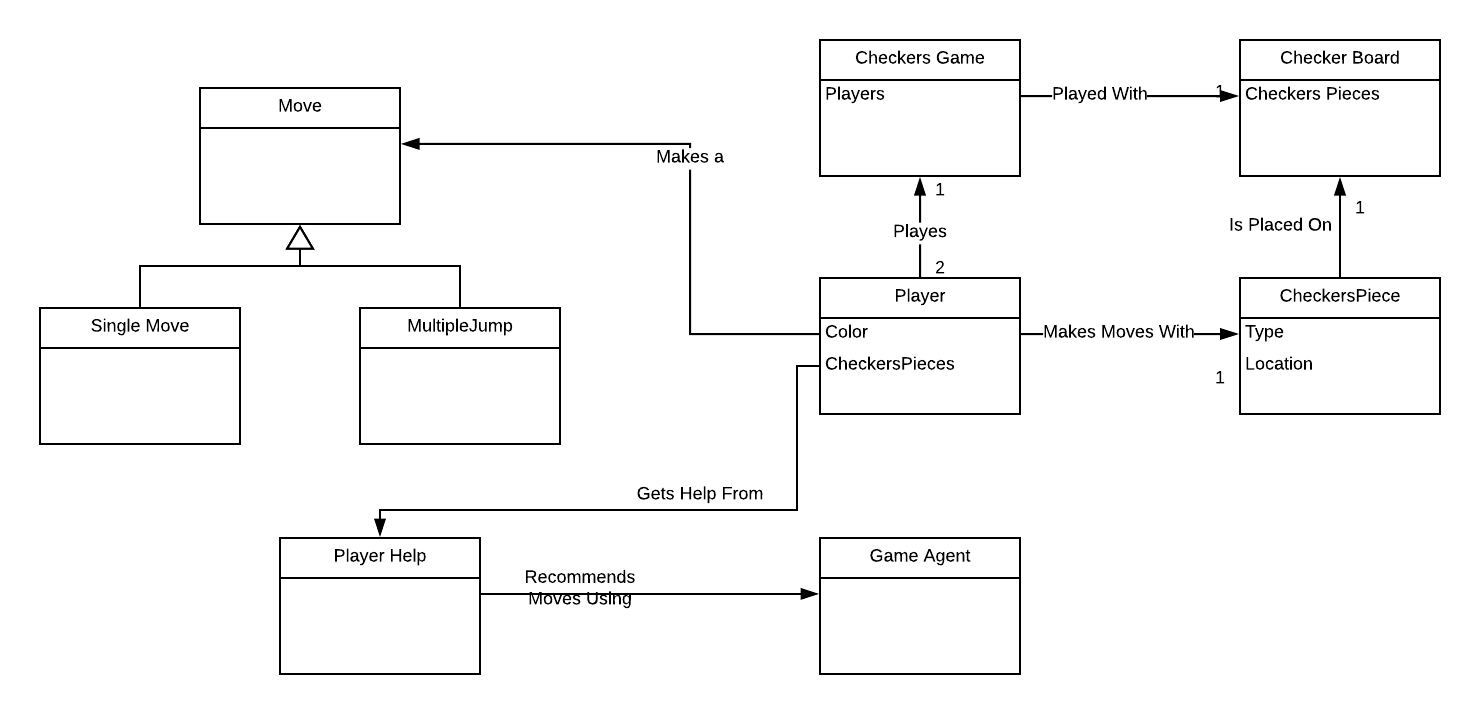 Checkers Game
Players
Played With
1
Checker Board
Checkers Pieces
Move
Makes a
1
Playes
2
Is Placed On
1
Single Move
MultipleJump
Player
Color
CheckersPieces
Makes Moves With
1
CheckersPiece
Type
Location
Gets Help From
Player Help
Recommends
Moves Using
Game Agent